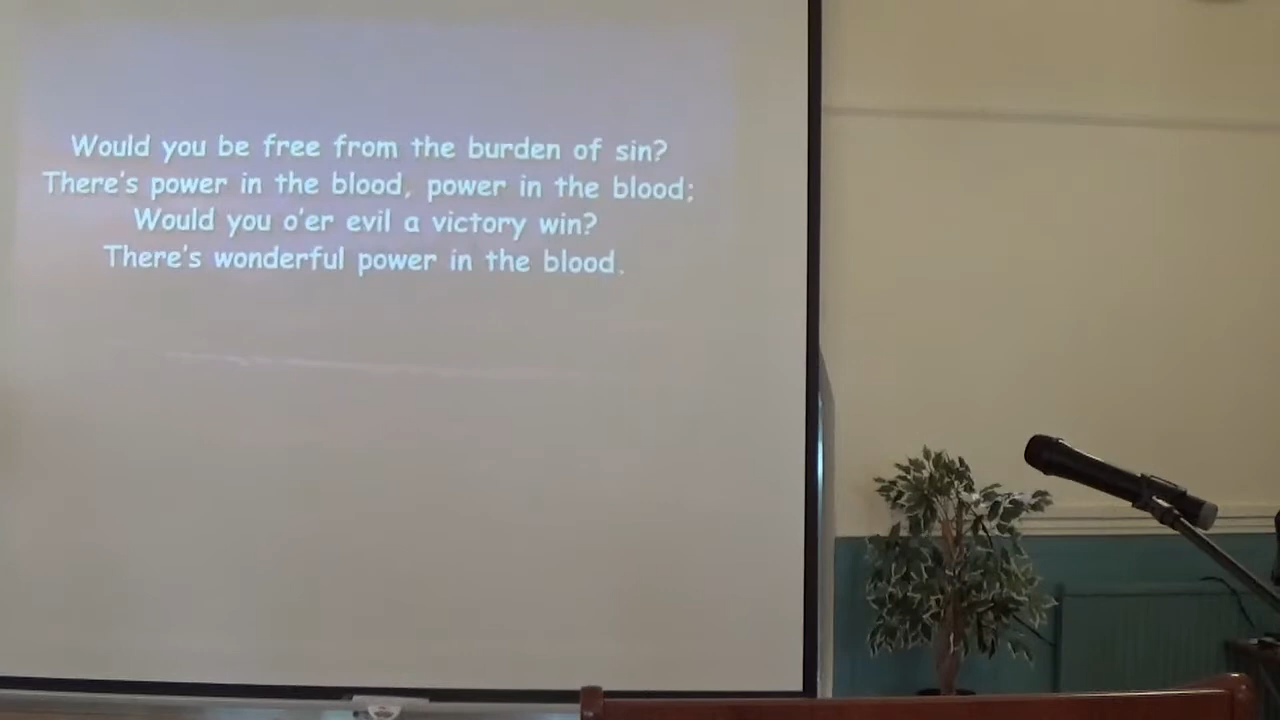 Would you be free from the burden of sin?
There's power in the blood, power in the blood;
Would you o'er evil a victory win?
There's wonderful power in the blood.